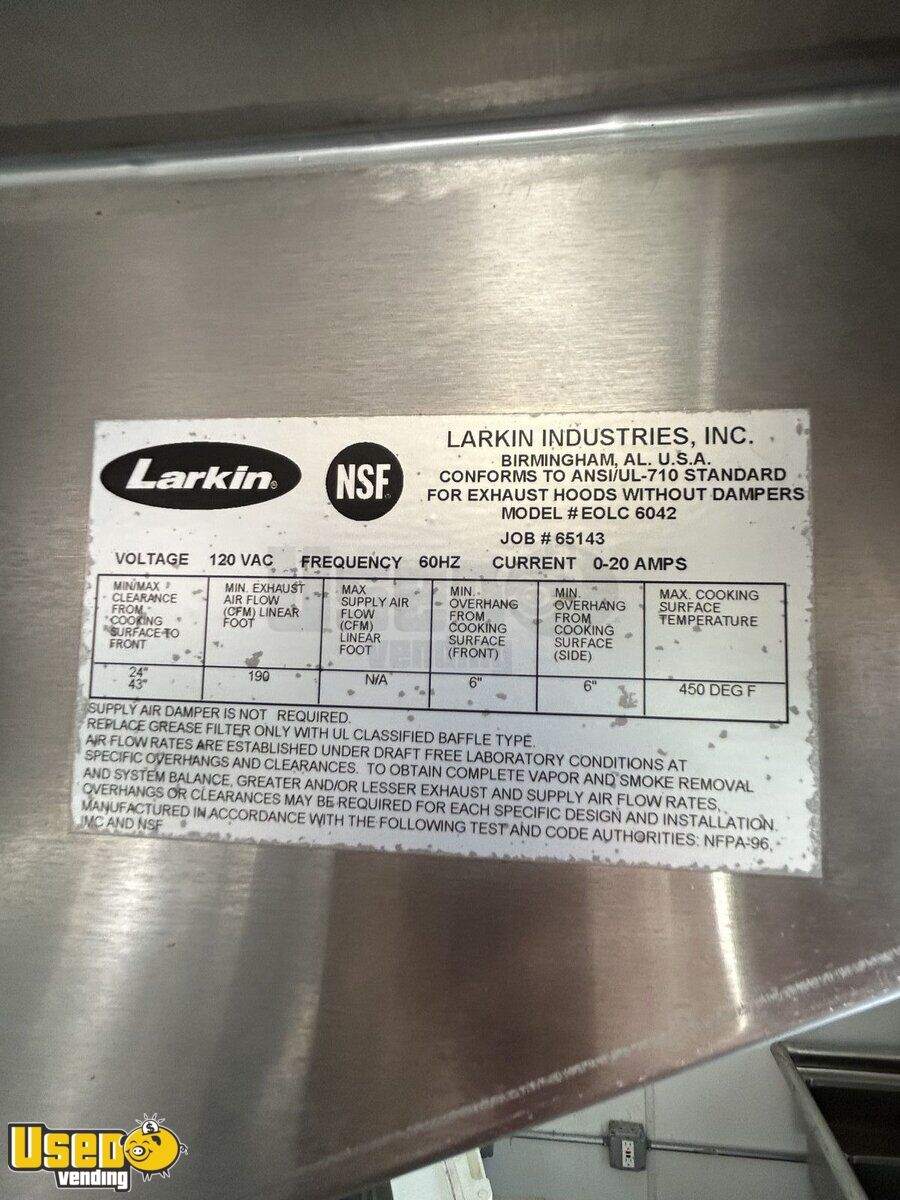 Larkin®
NSF®
LARKIN INDUSTRIES, INC.
BIRMINGHAM, AL. U.S.A.
CONFORMS TO ANSI/UL-710 STANDARD
FOR EXHAUST HOODS WITHOUT DAMPERS
MODEL # EOLC 6042
JOB # 65143
VOLTAGE 120 VAC FREQUENCY 60HZ CURRENT 0-20 AMPS
MIN/MAX
CLEARANCE
FROM
COOKING
SURFACE TO
FRONT
MIN. EXHAUST
AIR FLOW
(CFM) LINEAR
FOOT
MAX
SUPPLY AIR
FLOW
(CFM)
LINEAR
FOOT
MIN.
OVERHANG
FROM
COOKING
SURFACE
(FRONT)
MIN.
OVERHANG
FROM
COOKING
SURFACE
(SIDE)
MAX. COOKING
SURFACE
TEMPERATURE
24"
43"
190
N/A
6"
6"
450 DEG F
SUPPLY AIR DAMPER IS NOT REQUIRED.
REPLACE GREASE FILTER ONLY WITH UL CLASSIFIED BAFFLE TYPE.
AIR FLOW RATES ARE ESTABLISHED UNDER DRAFT FREE LABORATORY CONDITIONS AT
SPECIFIC OVERHANGS AND CLEARANCES. TO OBTAIN COMPLETE VAPOR AND SMOKE REMOVAL
AND SYSTEM BALANCE, GREATER AND/OR LESSER EXHAUST AND SUPPLY AIR FLOW RATES,
OVERHANGS OR CLEARANCES MAY BE REQUIRED FOR EACH SPECIFIC DESIGN AND INSTALLATION.
MANUFACTURED IN ACCORDANCE WITH THE FOLLOWING TEST AND CODE AUTHORITIES: NFPA-96,
IMC AND NSF
USED
vending